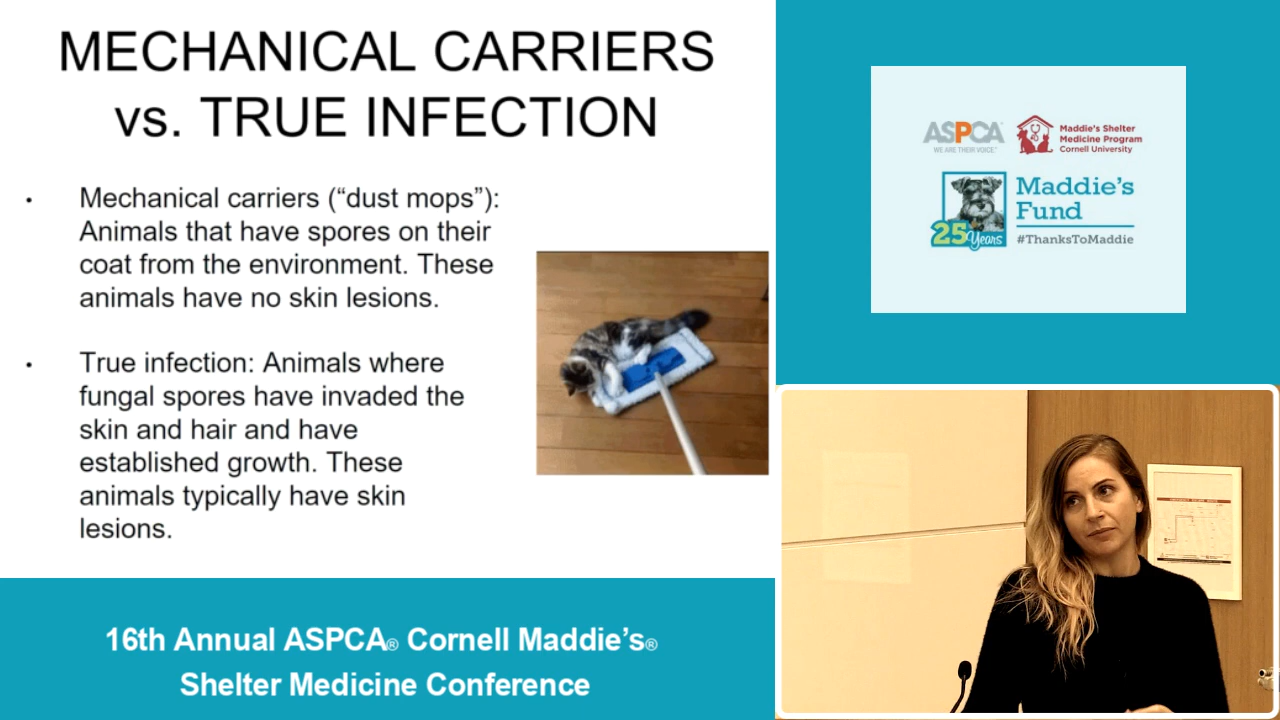 MECHANICAL CARRIERS
vs. TRUE INFECTION
• Mechanical carriers (“dust mops”):
Animals that have spores on their
coat from the environment. These
animals have no skin lesions.
• True infection: Animals where
fungal spores have invaded the
skin and hair and have
established growth. These
animals typically have skin
lesions.
16th Annual ASPCA® Cornell Maddie’s®
Shelter Medicine Conference
ASPCA
WE ARE THEIR VOICE.
Maddie's Shelter
Medicine Program
Cornell University
Maddie's
Fund
25 Years
#ThanksToMaddie